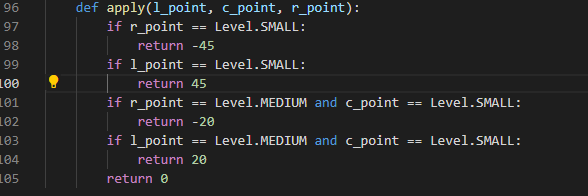 96 def apply(l_point, c_point, r_point):
97 if r_point == Level.SMALL:
98 return -45
99 if l_point == Level.SMALL:
100 return 45
101 if r_point == Level.MEDIUM and c_point == Level.SMALL:
102 return -20
103 if l_point == Level.MEDIUM and c_point == Level.SMALL:
104 return 20
105 return 0